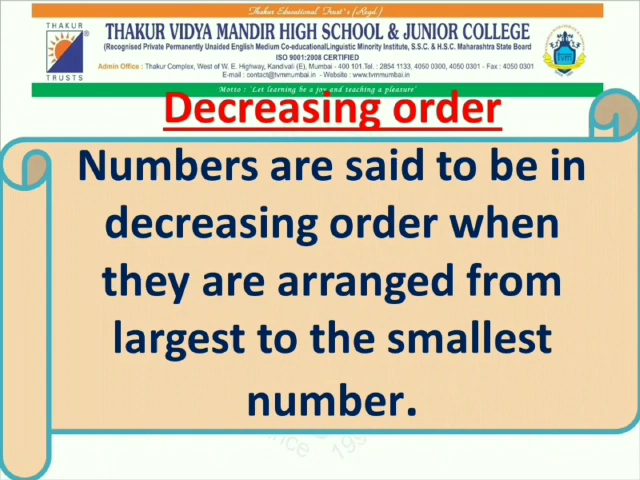 Thakur Educational Trust's (Regd.)
THAKUR
TRUSTS
THAKUR VIDYA MANDIR HIGH SCHOOL & JUNIOR COLLEGE
(Recognised Private Permanently Unaided English Medium Co-educationalLinguistic Minority Institute, S.S.C. & H.S.C. Maharashtra State Board
ISO 9001:2008 CERTIFIED
Admin Office : Thakur Complex, West of W. E. Highway, Kandivali (E), Mumbai - 400 101.Tel. : 2884 1133, 4050 0300, 4050 0301 - Fax : 4050 0301
E-mail : contact@tvmmumbai.in - Website : www.tvmmumbai.in
tvm
Motto : 'Let learning be a joy and teaching a pleasure'
Decreasing order
Numbers are said to be in
decreasing order when
they are arranged from
largest to the smallest
number.